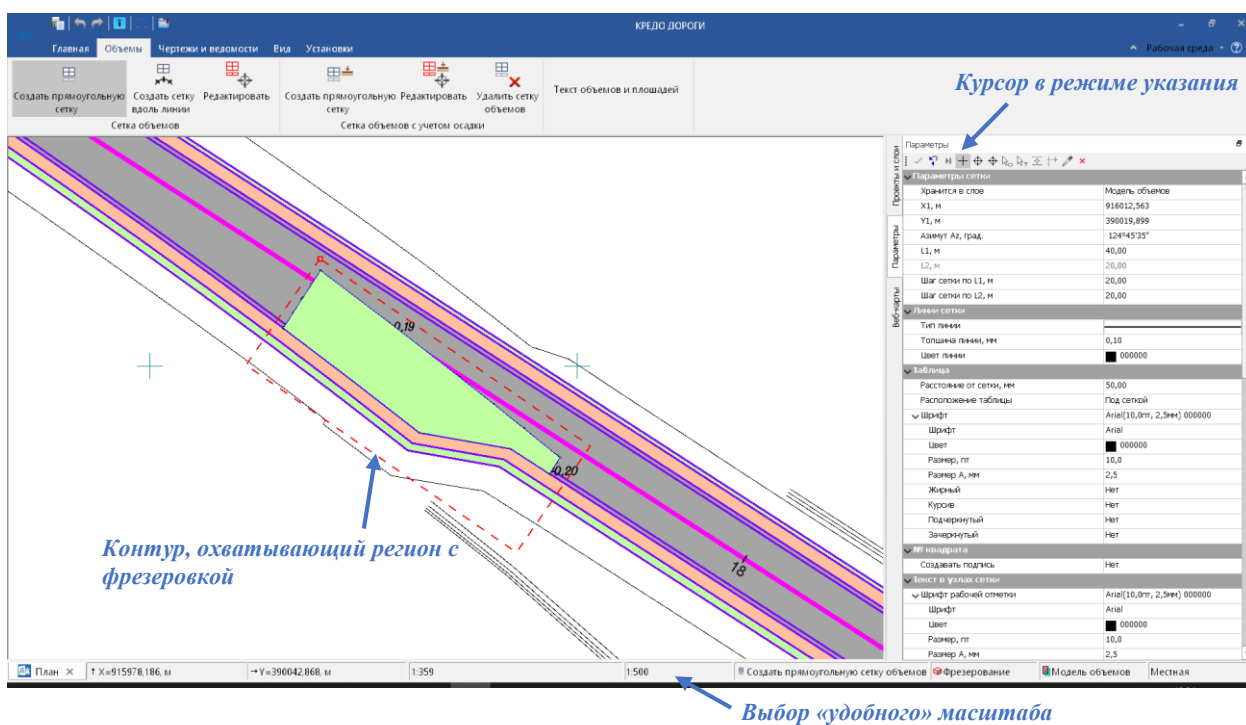 КРЕДО ДОРОГИ
Главная Объемы Чертежи и ведомости Вид Установки
Рабочая среда
Создать прямоугольную сетку
Создать сетку вдоль линии
Редактировать
Создать прямоугольную сетку
Редактировать
Удалить сетку объемов
Текст объемов и площадей
Сетка объемов
Сетка объемов с учетом осадки
Курсор в режиме указания
Проекты и слои
Параметры
Веб-карты
Параметры
Параметры сетки
Хранится в слое Модель объемов
X1, м 916012,563
Y1, м 390019,899
Азимут Az, град. 124°45'35"
L1, м 40,00
L2, м 20,00
Шаг сетки по L1, м 20,00
Шаг сетки по L2, м 20,00
Линии сетки
Тип линии
Толщина линии, мм 0,10
Цвет линии 000000
Таблица
Расстояние от сетки, мм 50,00
Расположение таблицы Под сеткой
Шрифт Arial(10,0пт, 2,5мм) 000000
Шрифт Arial
Цвет 000000
Размер, пт 10,0
Размер A, мм 2,5
Жирный Нет
Курсив Нет
Подчеркнутый Нет
Зачеркнутый Нет
№ квадрата
Создавать подпись Нет
Текст в узлах сетки
Шрифт рабочей отметки Arial(10,0пт, 2,5мм) 000000
Шрифт Arial
Цвет 000000
Размер, пт 10,0
Размер A, мм 2,5
0,19
0,20
18
Контур, охватывающий регион с
фрезеровкой
План X=915978,186, м Y=390042,868, м 1:359 1:500 Создать прямоугольную сетку объемов Фрезерование Модель объемов Местная
Выбор «удобного» масштаба